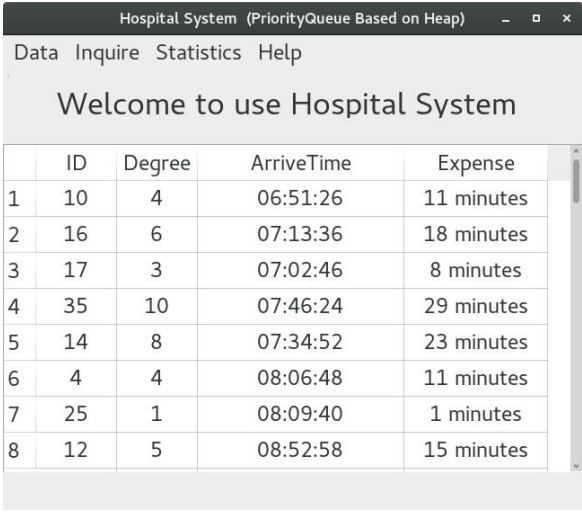 Hospital System (PriorityQueue Based on Heap)
Data Inquire Statistics Help
Welcome to use Hospital System
ID Degree ArriveTime Expense
1 10 4 06:51:26 11 minutes
2 16 6 07:13:36 18 minutes
3 17 3 07:02:46 8 minutes
4 35 10 07:46:24 29 minutes
5 14 8 07:34:52 23 minutes
6 4 4 08:06:48 11 minutes
7 25 1 08:09:40 1 minutes
8 12 5 08:52:58 15 minutes